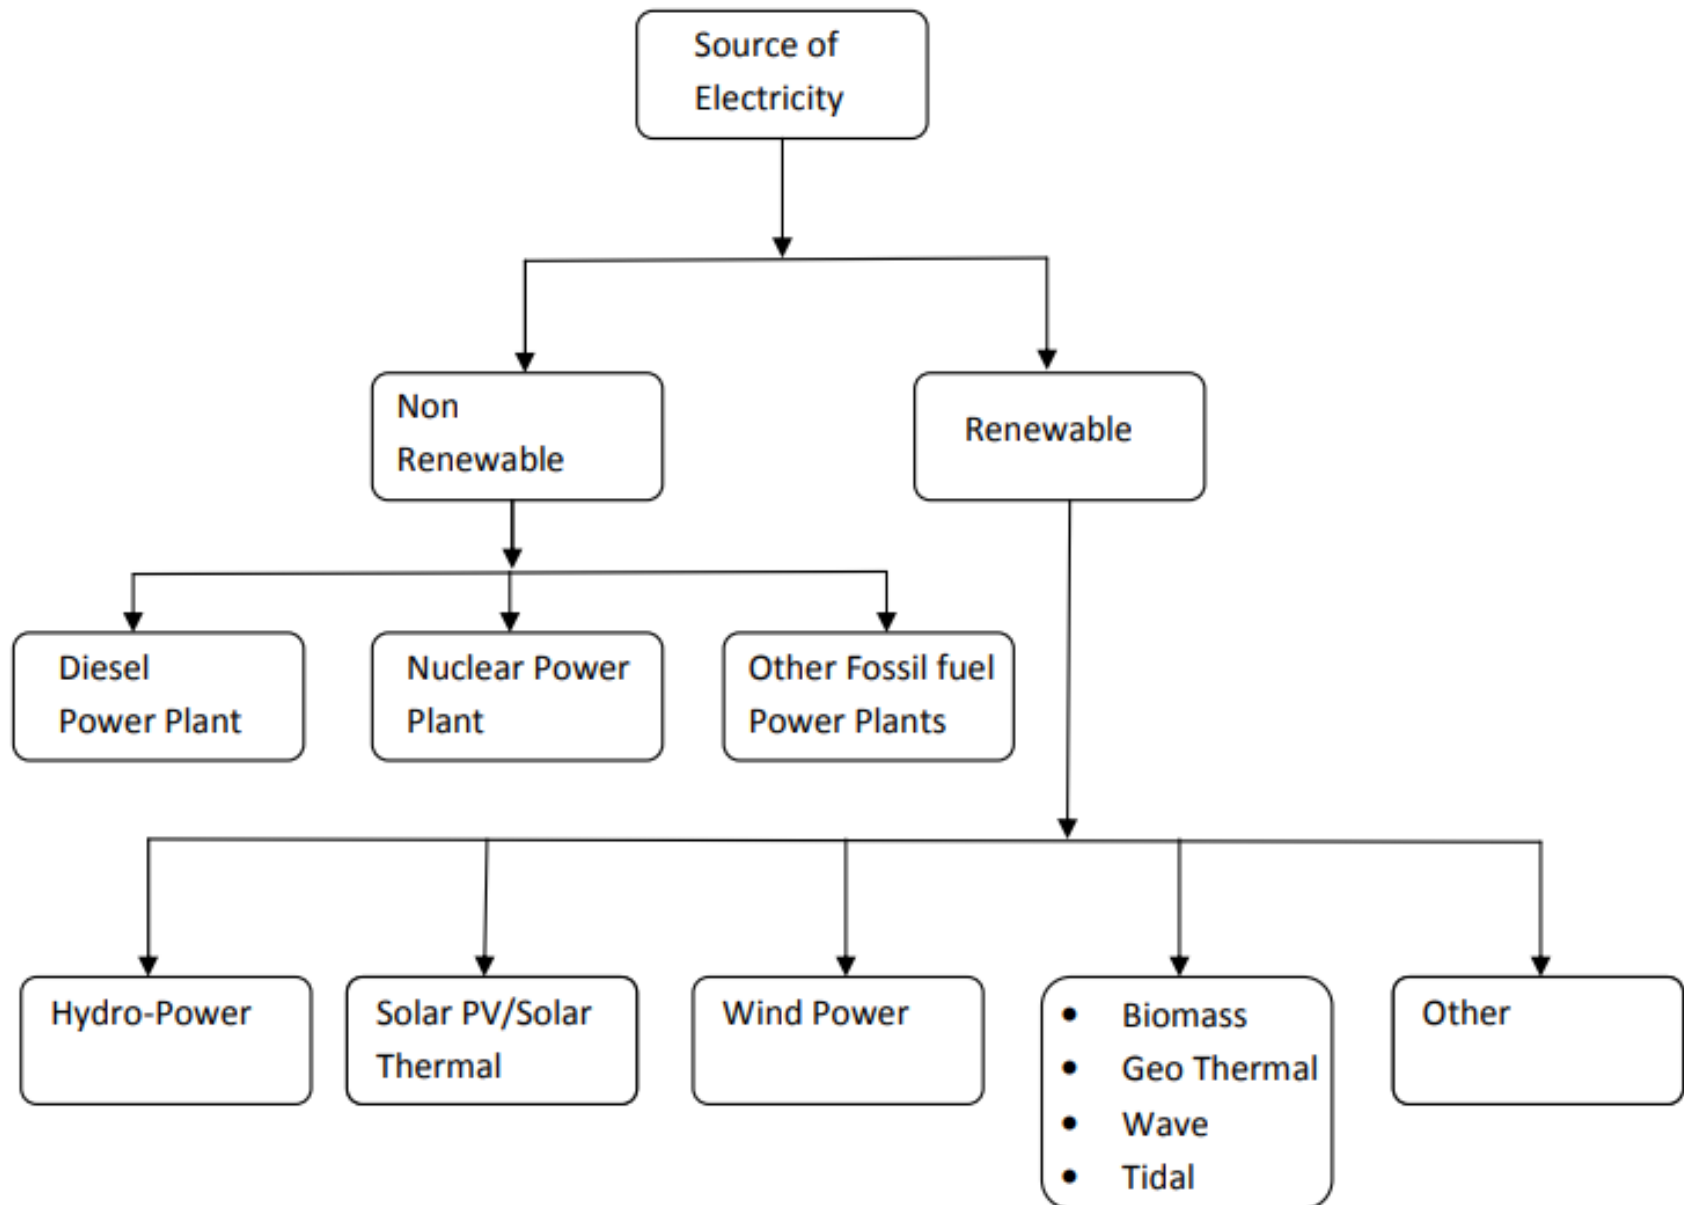 Source of
Electricity
Non
Renewable
Renewable
Diesel
Power Plant
Nuclear Power
Plant
Other Fossil fuel
Power Plants
Hydro-Power
Solar PV/Solar
Thermal
Wind Power
• Biomass
• Geo Thermal
• Wave
• Tidal
Other